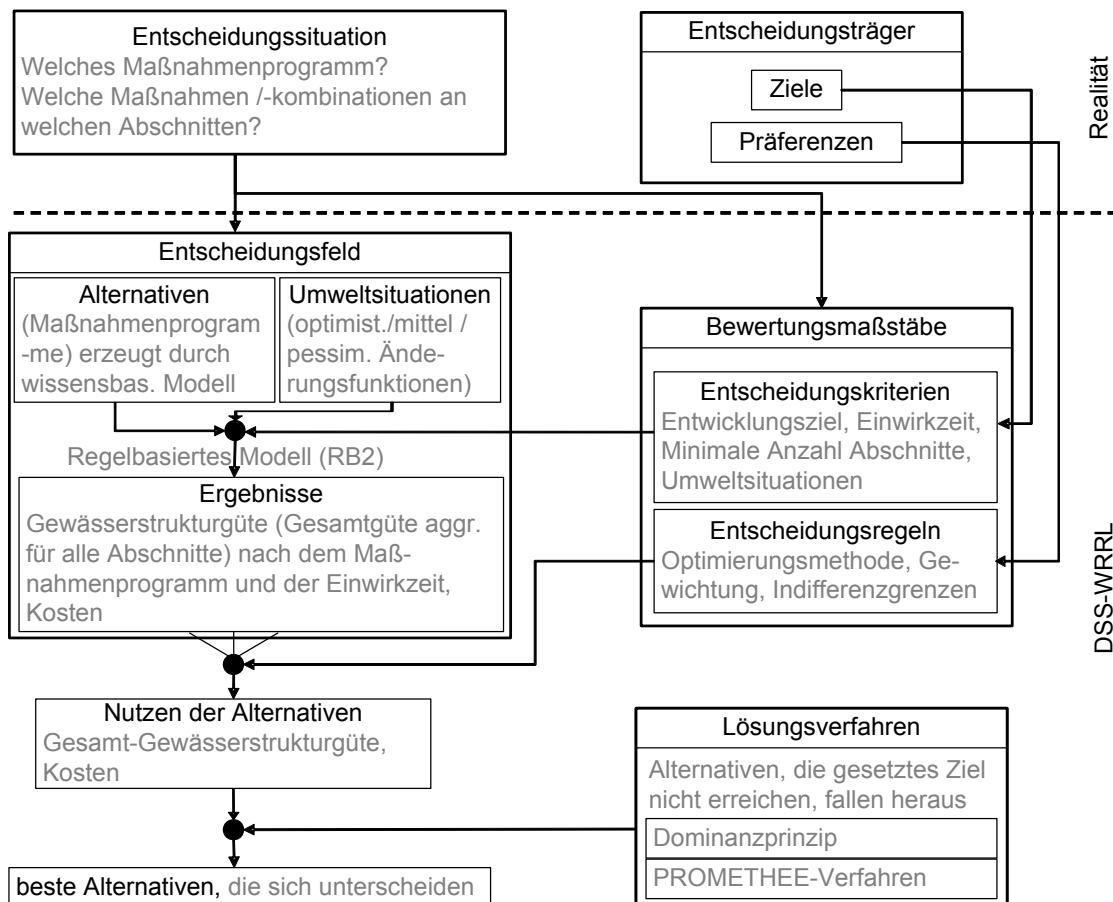 Entscheidungssituation
Welches Maßnahmenprogramm?
Welche Maßnahmen /-kombinationen an
welchen Abschnitten?
Entscheidungsträger
Ziele
Präferenzen
Realität
Entscheidungsfeld
Alternativen
(Maßnahmenprogram
-me) erzeugt durch
wissensbas. Modell
Umweltsituationen
(optimist./mittel /
pessim. Ände-
rungsfunktionen)
Regelbasiertes Modell (RB2)
Ergebnisse
Gewässerstrukturgüte (Gesamtgüte aggr.
für alle Abschnitte) nach dem Maß-
nahmenprogramm und der Einwirkzeit,
Kosten
Bewertungsmaßstäbe
Entscheidungskriterien
Entwicklungsziel, Einwirkzeit,
Minimale Anzahl Abschnitte,
Umweltsituationen
Entscheidungsregeln
Optimierungsmethode, Ge-
wichtung, Indifferenzgrenzen
DSS-WRRL
Nutzen der Alternativen
Gesamt-Gewässerstrukturgüte,
Kosten
Lösungsverfahren
Alternativen, die gesetztes Ziel
nicht erreichen, fallen heraus
Dominanzprinzip
PROMETHEE-Verfahren
beste Alternativen, die sich unterscheiden